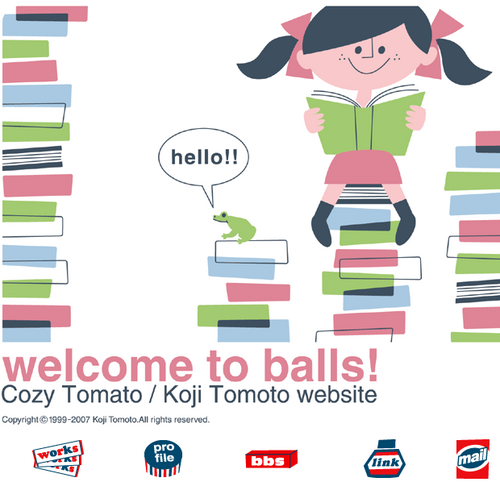 hello!!
welcome to balls!
Cozy Tomato / Koji Tomoto website
Copyright © 1999-2007 Koji Tomoto.All rights reserved.
works
pro
file
bbs
link
mail